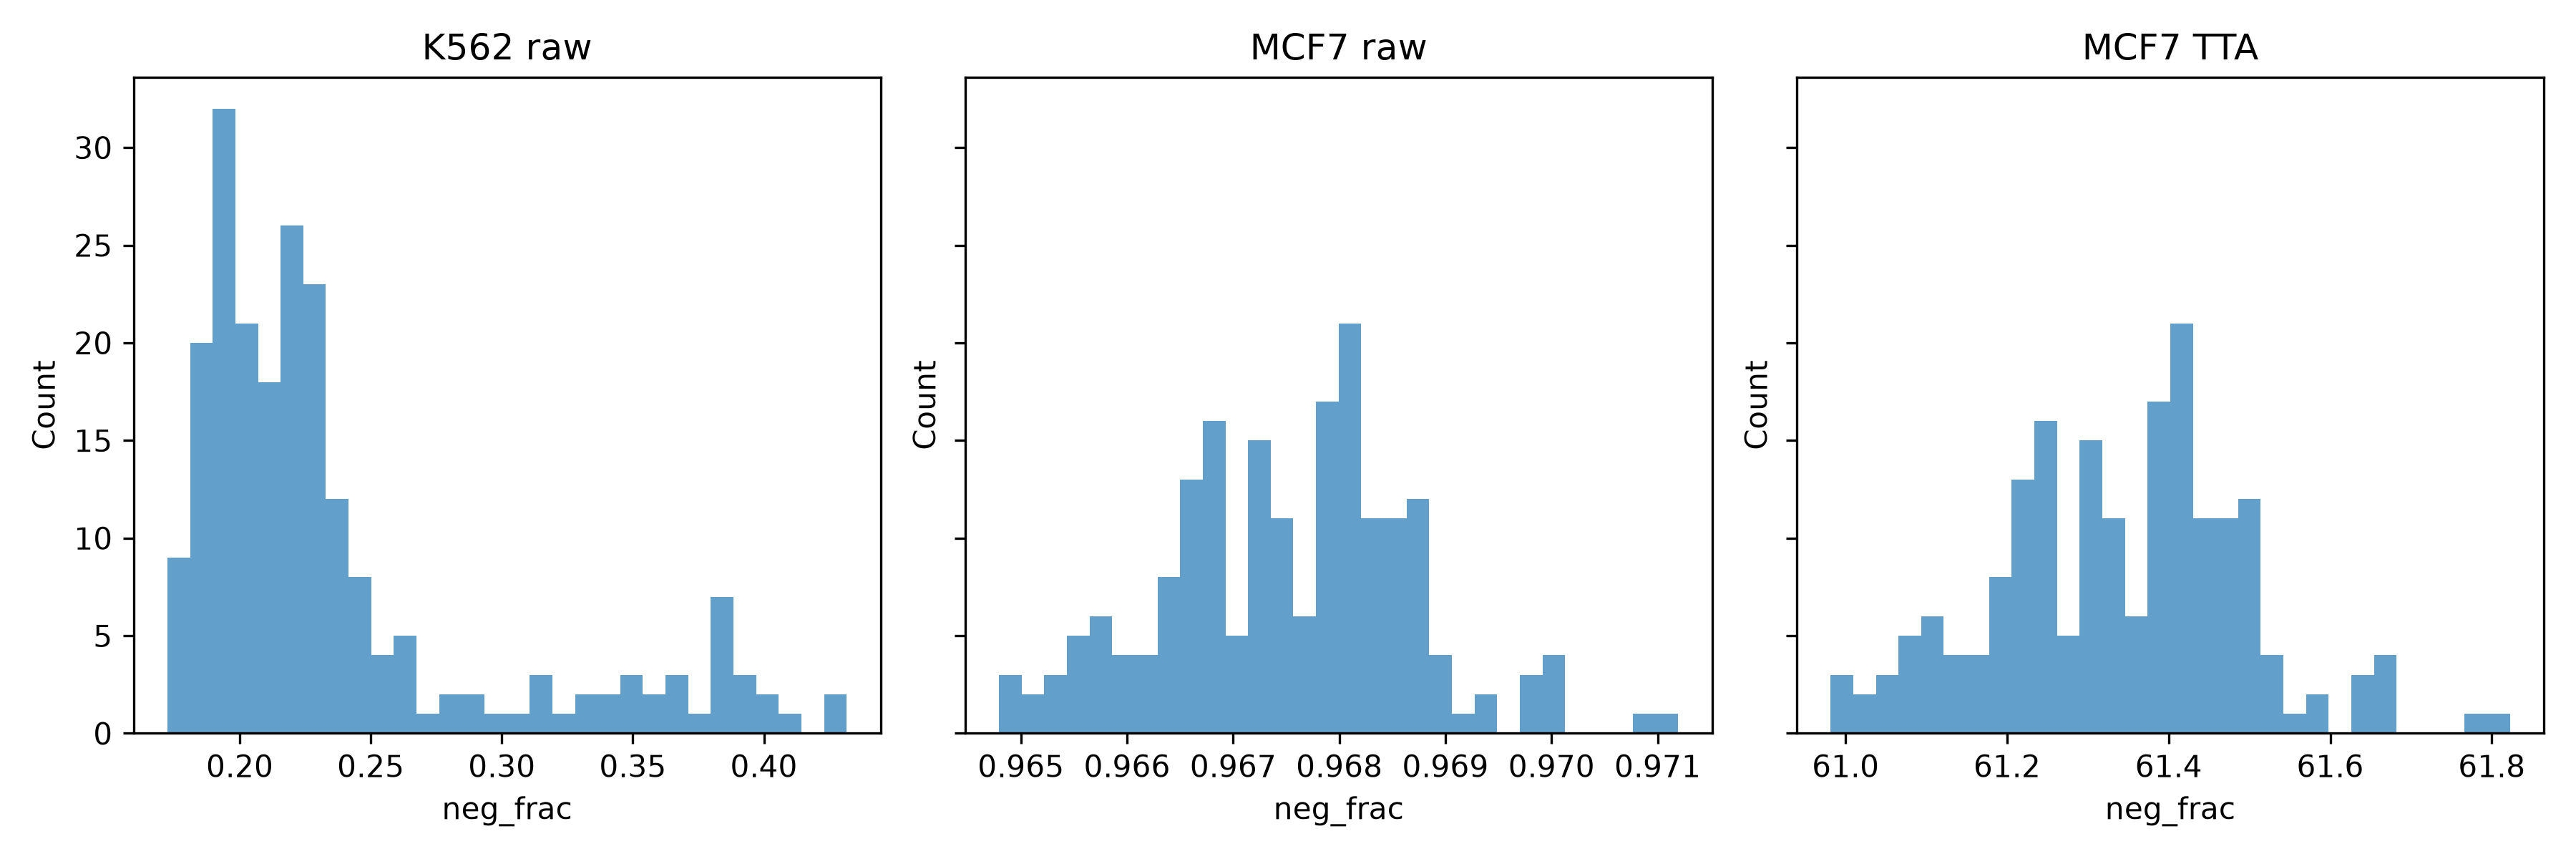 K562 raw
MCF7 raw
MCF7 TTA
Count
30
25
20
15
10
5
0
0.20 0.25 0.30 0.35 0.40
neg_frac
Count
0.965 0.966 0.967 0.968 0.969 0.970 0.971
neg_frac
Count
61.0 61.2 61.4 61.6 61.8
neg_frac